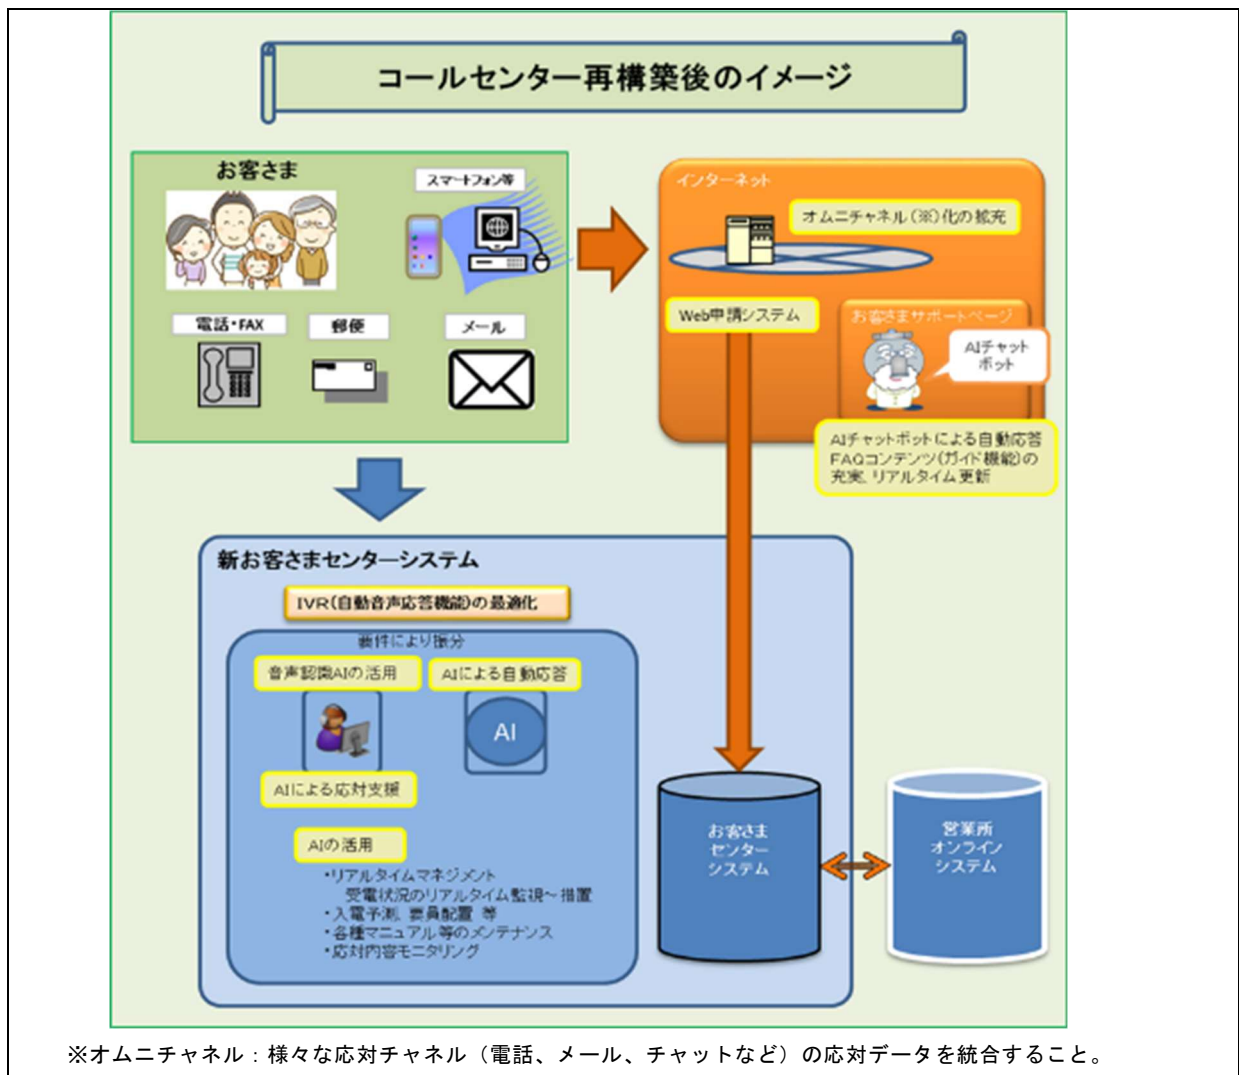 コールセンター再構築後のイメージ
お客さま
スマートフォン等
電話・FAX
郵便
メール
インターネット
オムニチャネル(※)化の拡充
Web申請システム
お客さまサポートページ
AIチャット
ボット
AIチャットボットによる自動応答
FAQコンテンツ(ガイド機能)の
充実、リアルタイム更新
新お客さまセンターシステム
IVR(自動音声応答機能)の最適化
要件により振分
音声認識AIの活用
AIによる自動応答
AI
AIによる応対支援
AIの活用
・リアルタイムマネジメント
受電状況のリアルタイム監視～措置
・入電予測、要員配置 等
・各種マニュアル等のメンテナンス
・応対内容モニタリング
お客さま
センター
システム
営業所
オンライン
システム
※オムニチャネル：様々な応対チャネル（電話、メール、チャットなど）の応対データを統合すること。